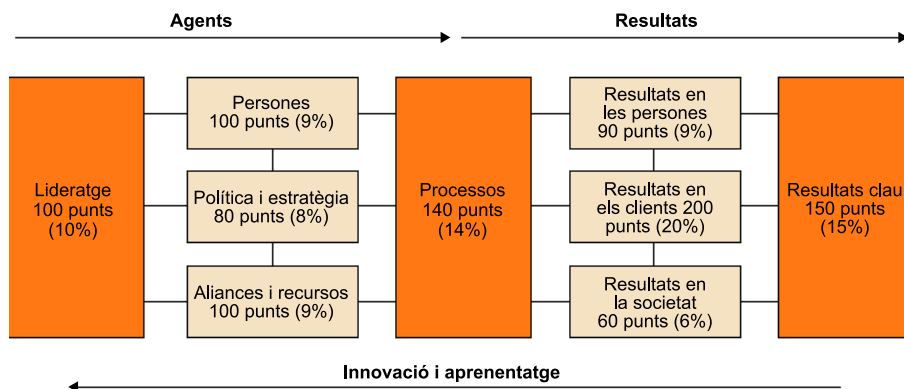 Agents
Resultats
Lideratge
100 punts
(10%)
Persones
100 punts (9%)
Política i estratègia
80 punts (8%)
Aliances i recursos
100 punts (9%)
Processos
140 punts
(14%)
Resultats en
les persones
90 punts (9%)
Resultats en
els clients 200
punts (20%)
Resultats en
la societat
60 punts (6%)
Resultats clau
150 punts
(15%)
Innovació i aprenentatge